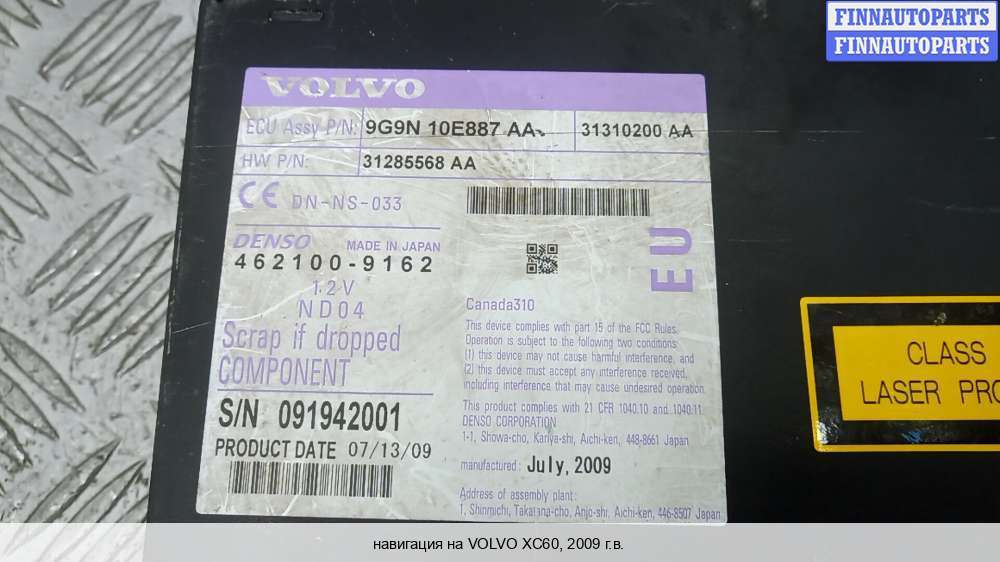 FINNAUTOPARTS
FINNAUTOPARTS
VOLVO
ECU Assy P/N: 9G9N 10E887 AA 31310200 AA
HW P/N: 31285568 AA
CE DN-NS-033
DENSO MADE IN JAPAN
462100-9162
12V
ND04
Scrap if dropped
COMPONENT
S/N 091942001
PRODUCT DATE 07/13/09
EU
Canada310
This device complies with part 15 of the FCC Rules.
Operation is subject to the following two conditions:
(1) this device may not cause harmful interference, and
(2) this device must accept any interference received,
including interference that may cause undesired operation.
This product complies with 21 CFR 1040.10 and 1040.11.
DENSO CORPORATION
1-1, Showa-cho, Kariya-shi, Aichi-ken, 448-8661 Japan
manufactured: July, 2009
Address of assembly plant:
1, Shinmichi, Takatana-cho, Anjo-shi, Aichi-ken, 446-8507 Japan
CLASS
LASER PRO
навигация на VOLVO XC60, 2009 г.в.